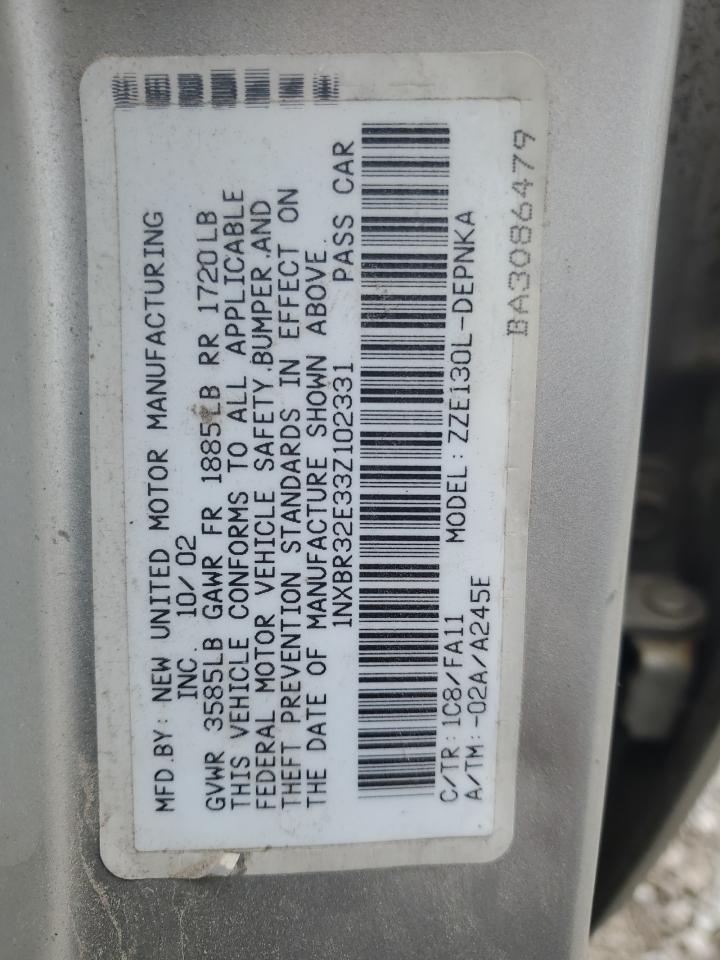 MFD.BY: NEW UNITED MOTOR MANUFACTURING
INC. 10/02
GVWR 3585LB GAWR FR 1885LB RR 1720LB
THIS VEHICLE CONFORMS TO ALL APPLICABLE
FEDERAL MOTOR VEHICLE SAFETY,BUMPER,AND
THEFT PREVENTION STANDARDS IN EFFECT ON
THE DATE OF MANUFACTURE SHOWN ABOVE.
1NXBR32E33Z102331 PASS CAR
C/TR:1C8/FA11 MODEL:ZZE130L-DEPNKA
A/TM:-02A/A245E
BA3086479